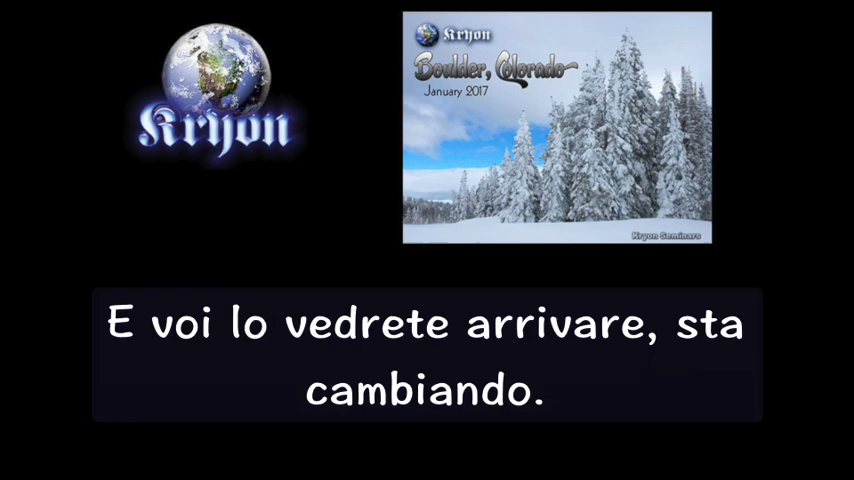 Kryon
Kryon
Boulder, Colorado
January 2017
Kryon Seminars
E voi lo vedrete arrivare, sta
cambiando.